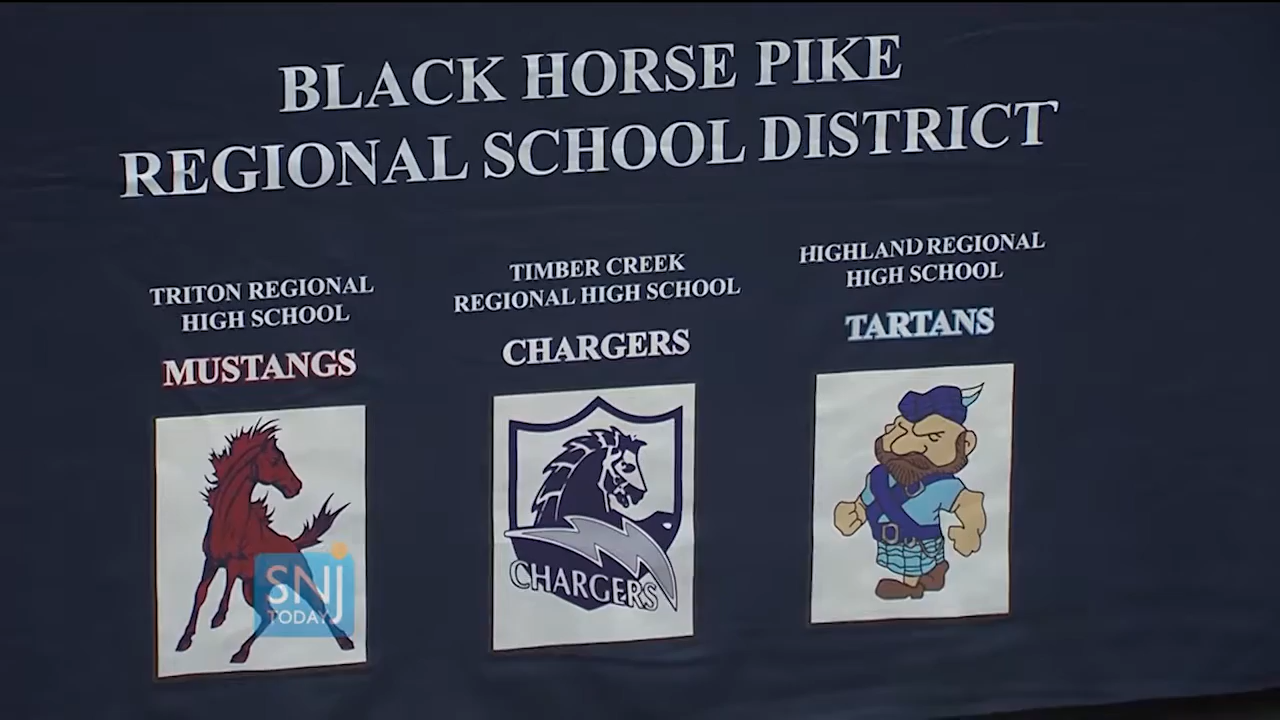 BLACK HORSE PIKE
REGIONAL SCHOOL DISTRICT
TRITON REGIONAL
HIGH SCHOOL
MUSTANGS
TIMBER CREEK
REGIONAL HIGH SCHOOL
CHARGERS
HIGHLAND REGIONAL
HIGH SCHOOL
TARTANS
CHARGERS
SNJ
TODAY